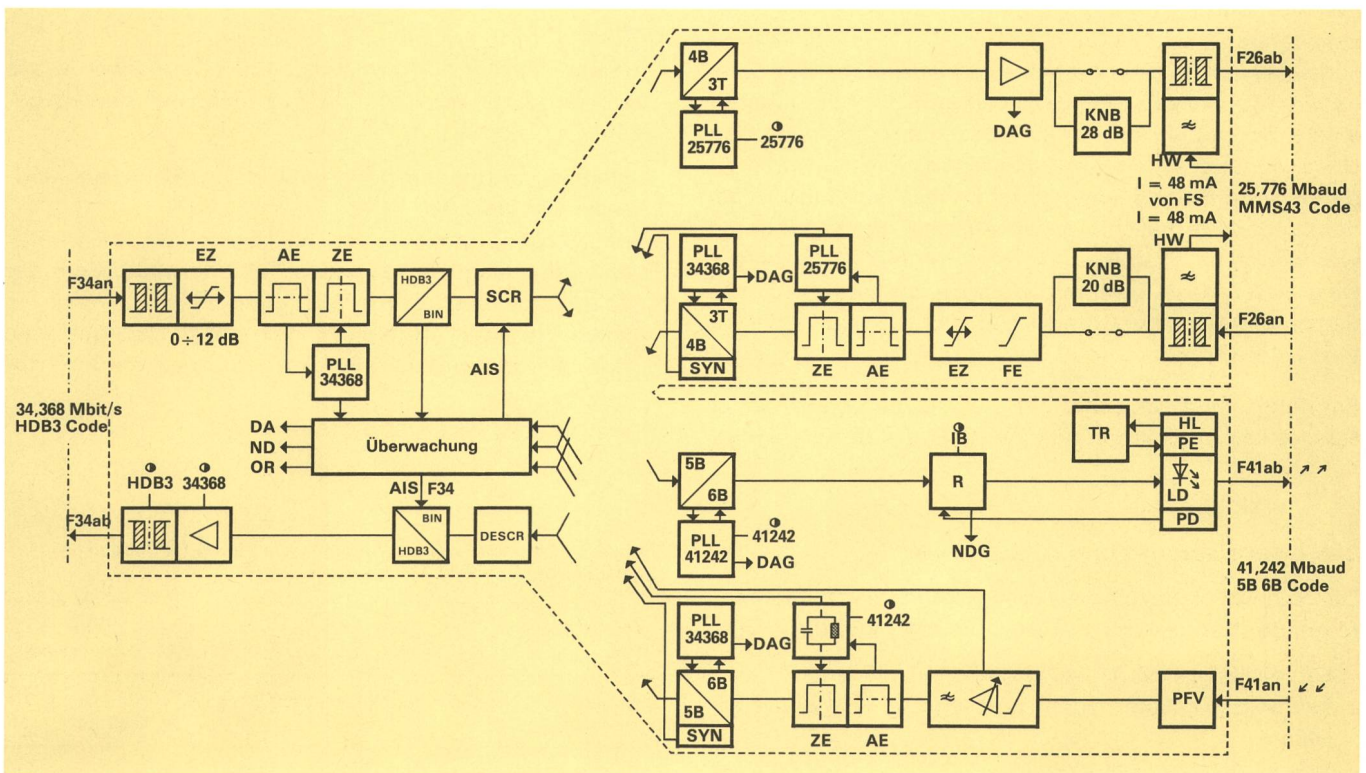 4B
3T
PLL
25776
25776
DAG
KNB
28 dB
F26ab
HW
I = 48 mA
von FS
I = 48 mA
HW
25,776 Mbaud
MMS43 Code
PLL
34368
DAG
PLL
25776
3T
4B
SYN
ZE
AE
EZ
FE
KNB
20 dB
F26an
F34an
EZ
0÷12 dB
AE
ZE
HDB3
BIN
SCR
PLL
34368
AIS
34,368 Mbit/s
HDB3 Code
DA
ND
OR
Überwachung
AIS
F34
HDB3
34368
F34ab
BIN
HDB3
DESCR
5B
6B
PLL
41242
41242
DAG
IB
R
NDG
TR
HL
PE
LD
PD
F41ab
41,242 Mbaud
5B 6B Code
PLL
34368
DAG
41242
6B
5B
SYN
ZE
AE
PFV
F41an